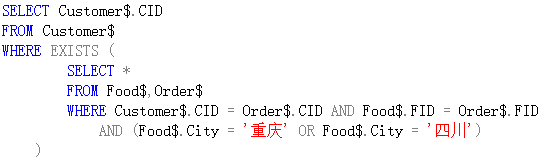 SELECT Customer$.CID
FROM Customer$
WHERE EXISTS (
SELECT *
FROM Food$,Order$
WHERE Customer$.CID = Order$.CID AND Food$.FID = Order$.FID
AND (Food$.City = '重庆' OR Food$.City = '四川')
)